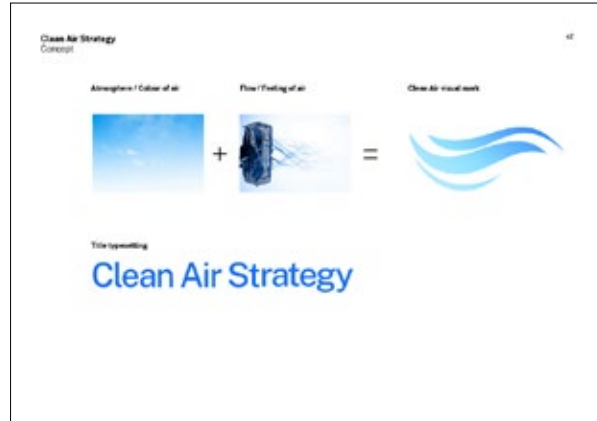 Clean Air Strategy
Concept
Atmosphere / Colour of air
Flow / Feeling of air
Clean Air visual mark
+
=
Title typesetting
Clean Air Strategy